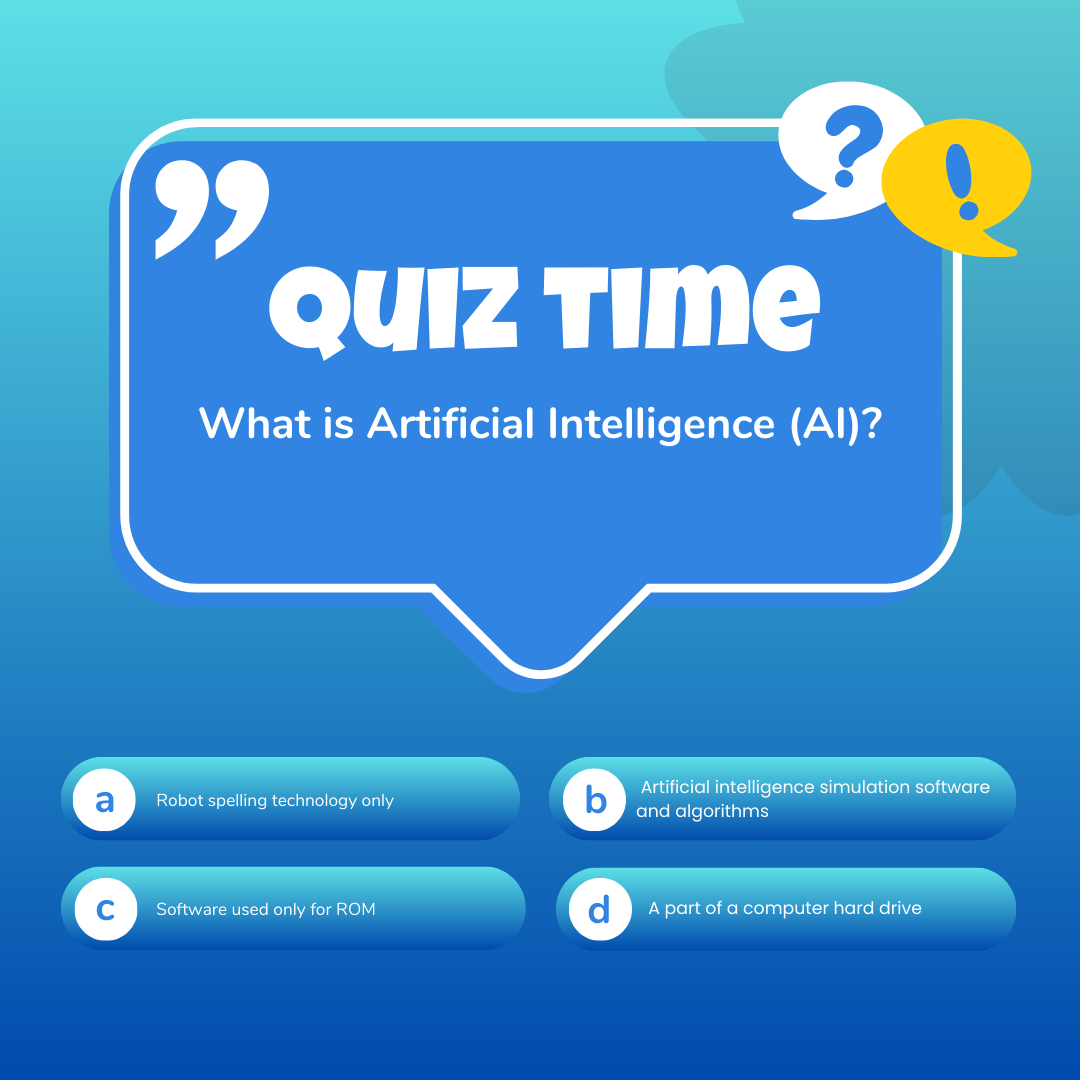 ”
? !
QUIZ TIME
What is Artificial Intelligence (AI)?
a Robot spelling technology only
b Artificial intelligence simulation software
and algorithms
c Software used only for ROM
d A part of a computer hard drive